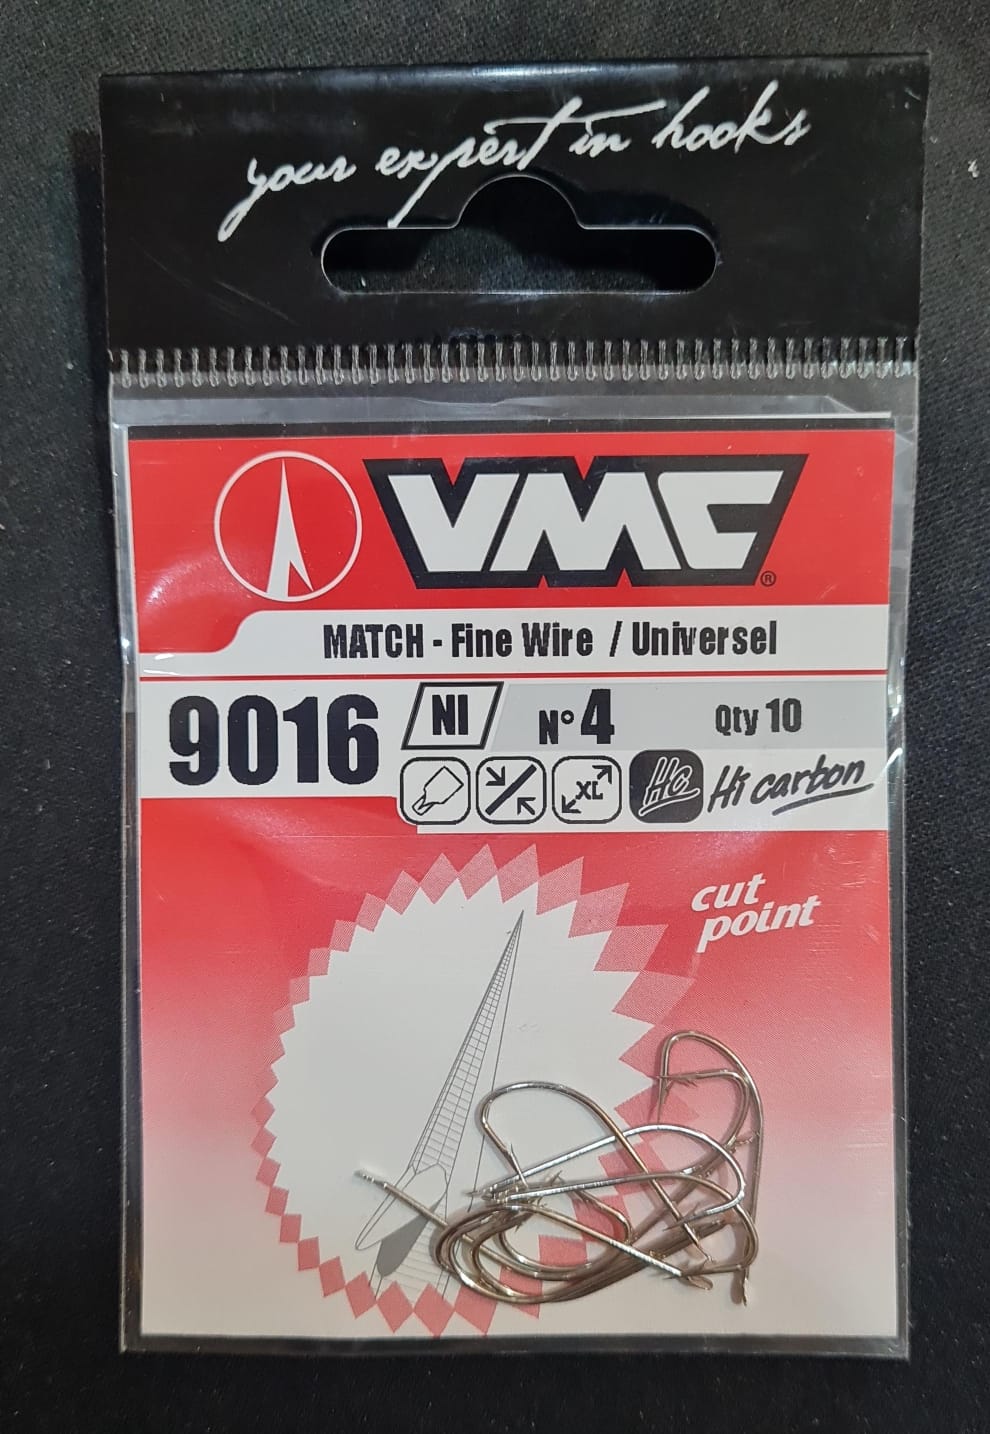 your expert in hooks
VMC®
MATCH - Fine Wire / Universel
9016 NI N° 4 Qty 10
XL Hc Hi carbon
cut
point